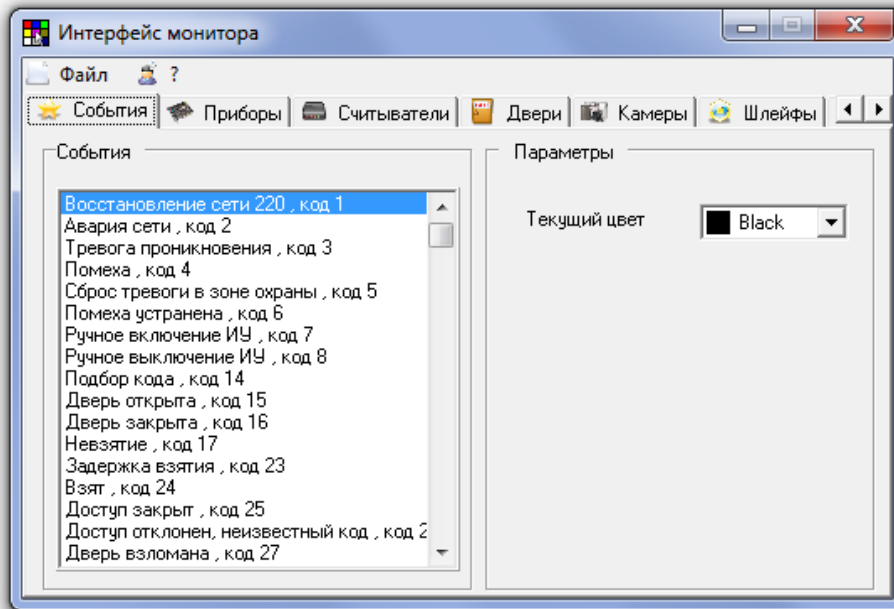 Интерфейс монитора
Файл ?
События Приборы Считыватели Двери Камеры Шлейфы
События
Восстановление сети 220 , код 1
Авария сети , код 2
Тревога проникновения , код 3
Помеха , код 4
Сброс тревоги в зоне охраны , код 5
Помеха устранена , код 6
Ручное включение ИУ , код 7
Ручное выключение ИУ , код 8
Подбор кода , код 14
Дверь открыта , код 15
Дверь закрыта , код 16
Невзятие , код 17
Задержка взятия , код 23
Взят , код 24
Доступ закрыт , код 25
Доступ отклонен, неизвестный код , код 2
Дверь взломана , код 27
Параметры
Текущий цвет Black